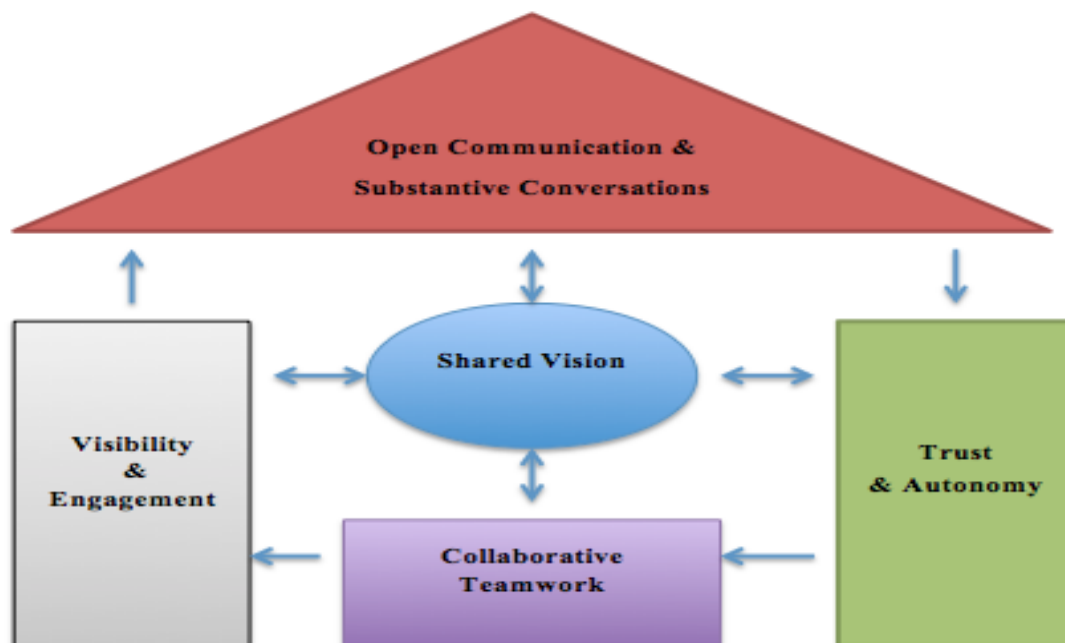 Open Communication &
Substantive Conversations
Shared Vision
Visibility
&
Engagement
Trust
& Autonomy
Collaborative
Teamwork